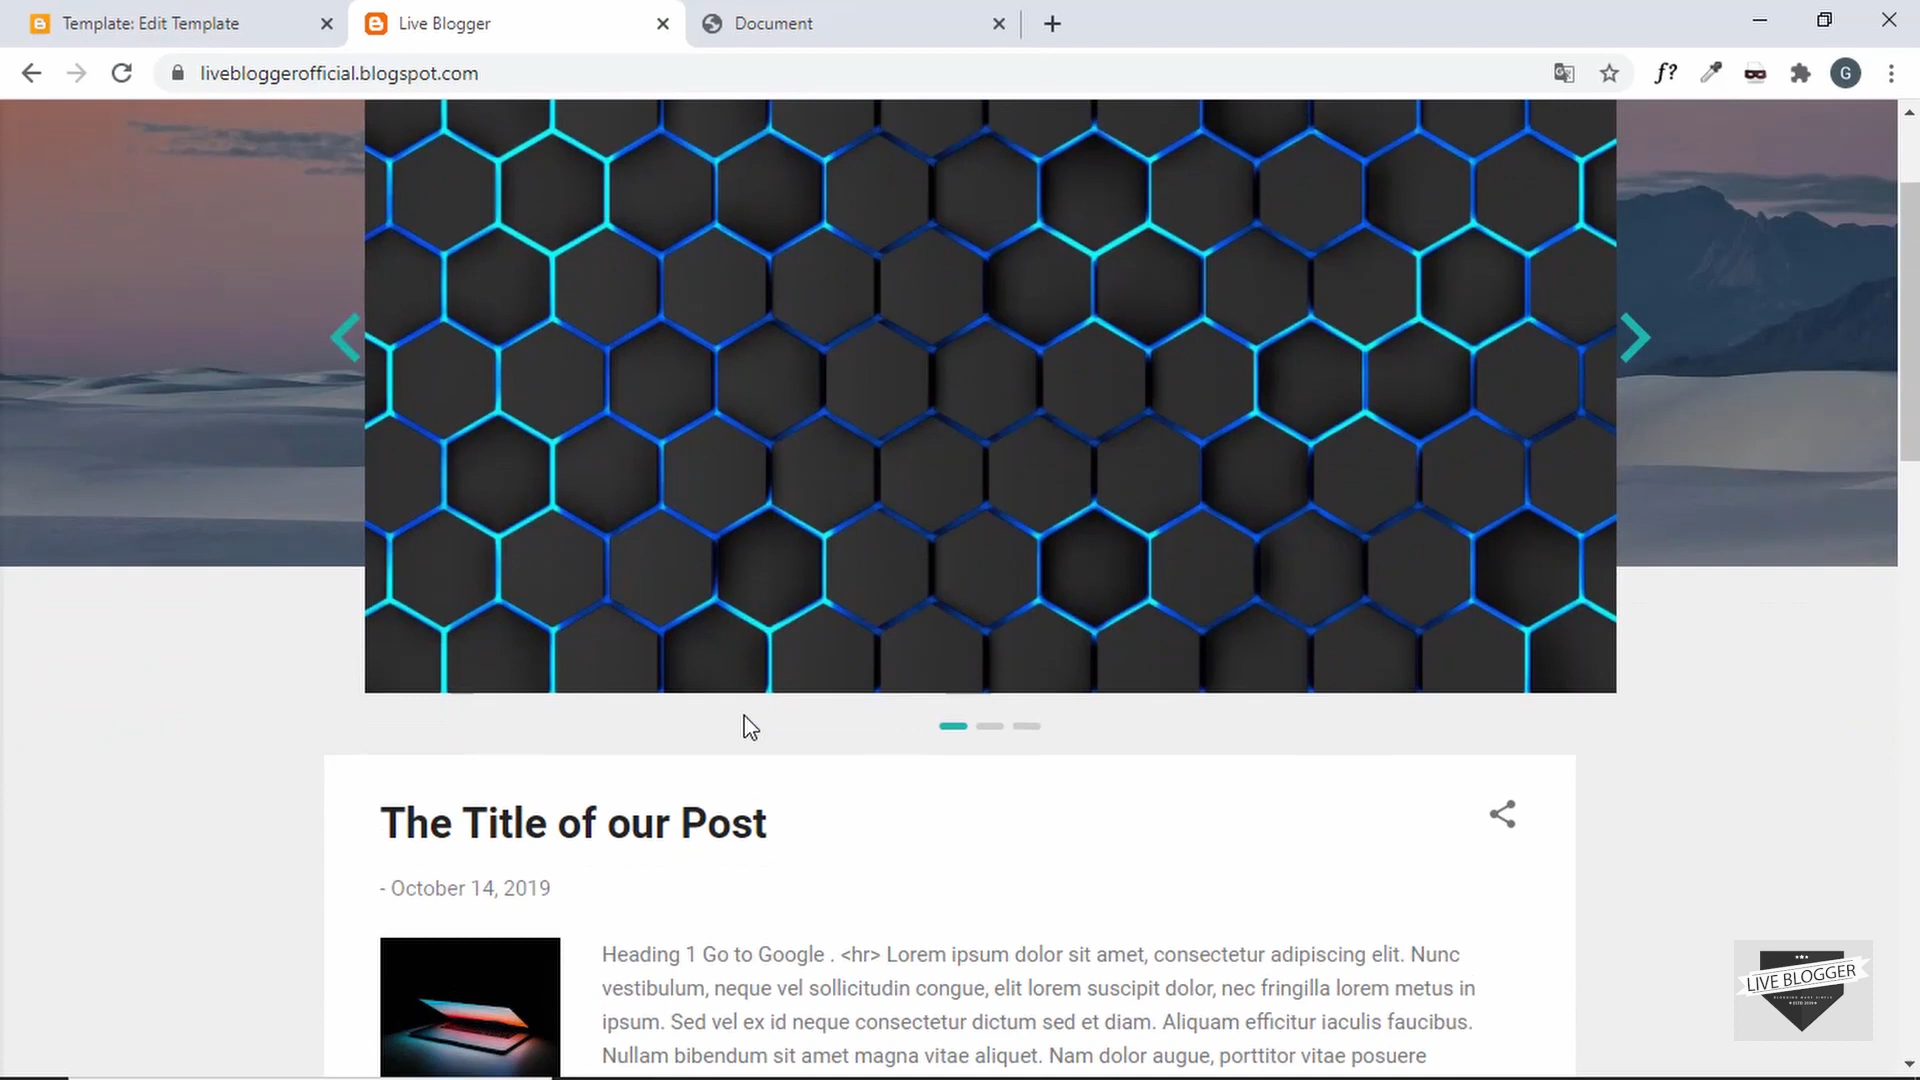 Template: Edit Template
Live Blogger
Document
livebloggerofficial.blogspot.com
f?
G
The Title of our Post
- October 14, 2019
Heading 1 Go to Google . <hr> Lorem ipsum dolor sit amet, consectetur adipiscing elit. Nunc
vestibulum, neque vel sollicitudin congue, elit lorem suscipit dolor, nec fringilla lorem metus in
ipsum. Sed vel ex id neque consectetur dictum sed et diam. Aliquam efficitur iaculis faucibus.
Nullam bibendum sit amet magna vitae aliquet. Nam dolor augue, porttitor vitae posuere
LIVE BLOGGER